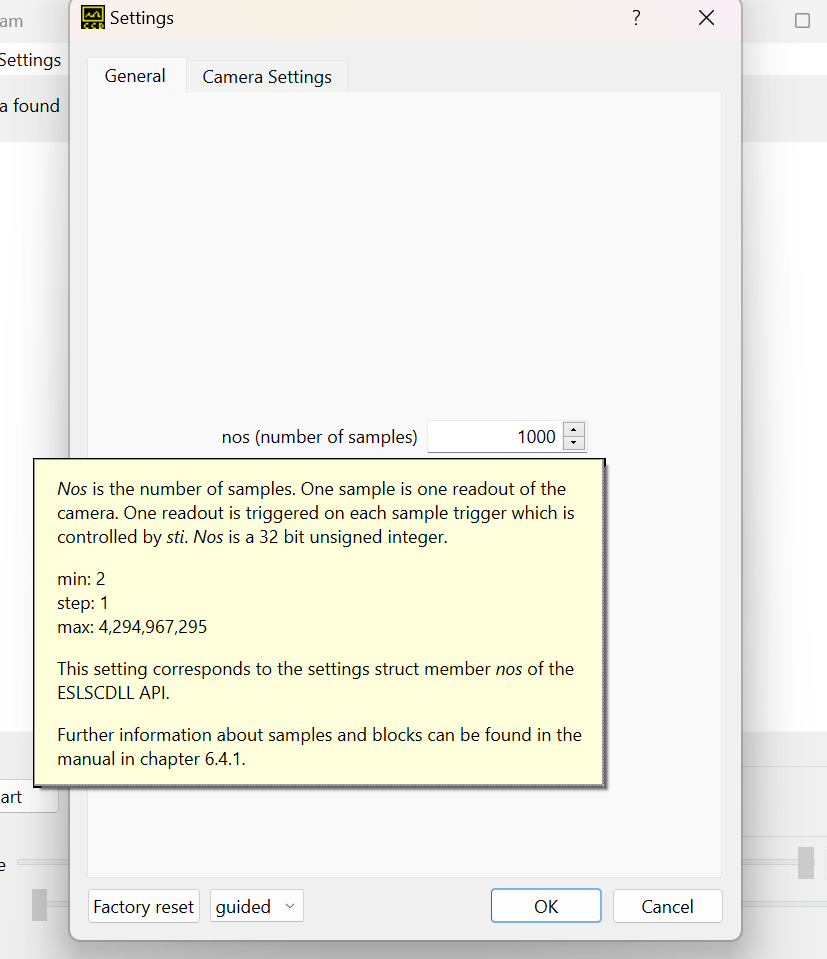 am
Settings
?
Settings
General
Camera Settings
a found
nos (number of samples)
1000
Nos is the number of samples. One sample is one readout of the
camera. One readout is triggered on each sample trigger which is
controlled by sti. Nos is a 32 bit unsigned integer.
min: 2
step: 1
max: 4,294,967,295
This setting corresponds to the settings struct member nos of the
ESLSCDLL API.
Further information about samples and blocks can be found in the
manual in chapter 6.4.1.
art
e
Factory reset
guided
OK
Cancel